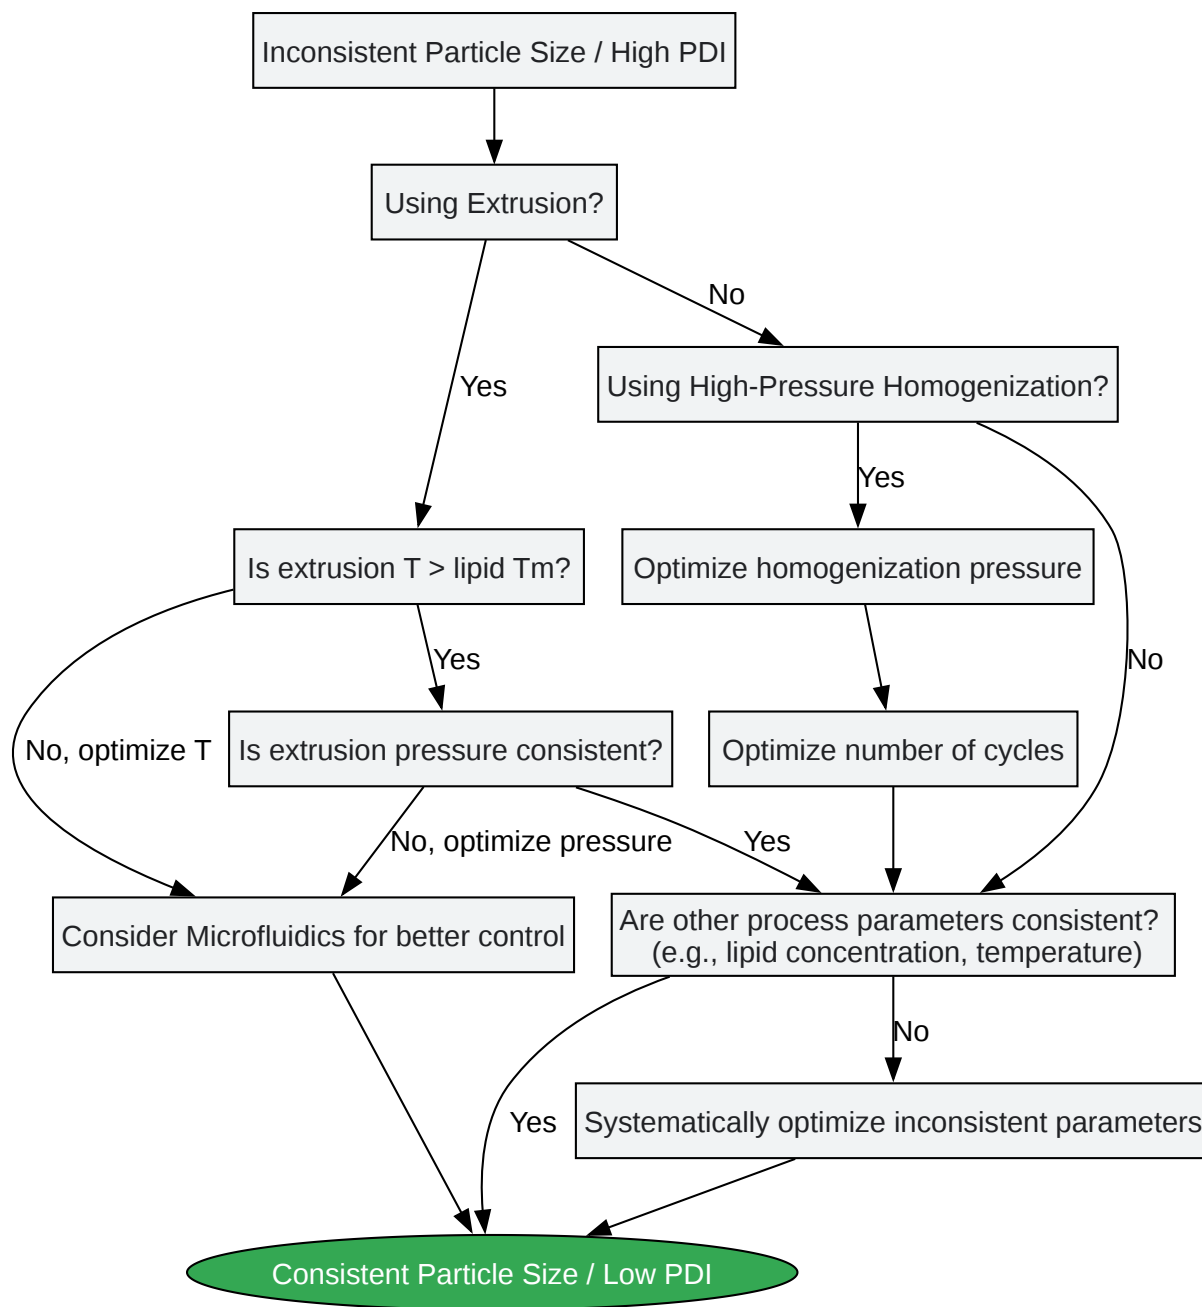 Inconsistent Particle Size / High PDI
Using Extrusion?
No
Using High-Pressure Homogenization?
Yes
Yes
Is extrusion T > lipid Tm?
Optimize homogenization pressure
Yes
No
No, optimize T
Is extrusion pressure consistent?
Optimize number of cycles
No, optimize pressure
Yes
Consider Microfluidics for better control
Are other process parameters consistent?
(e.g., lipid concentration, temperature)
No
Yes
Systematically optimize inconsistent parameters
Consistent Particle Size / Low PDI